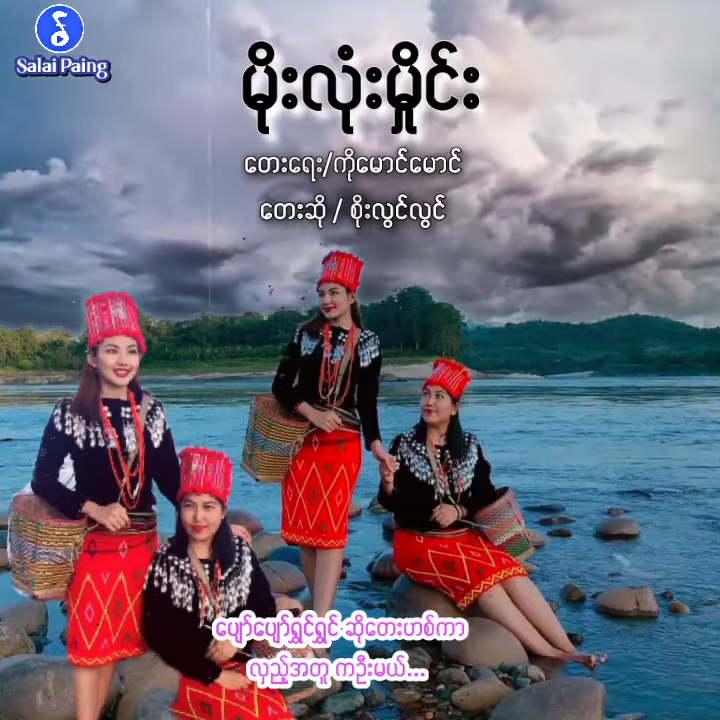 Salai Paing
မိုးလုံးမှိုင်း
တေးရေး/ကိုမောင်မောင်
တေးဆို / စိုးလွင်လွင်
ပျော်ပျော်ရွှင်ရွှင် ဆိုတေးဟစ်ကာ
လှည့်အတူ ကဦးမယ်...